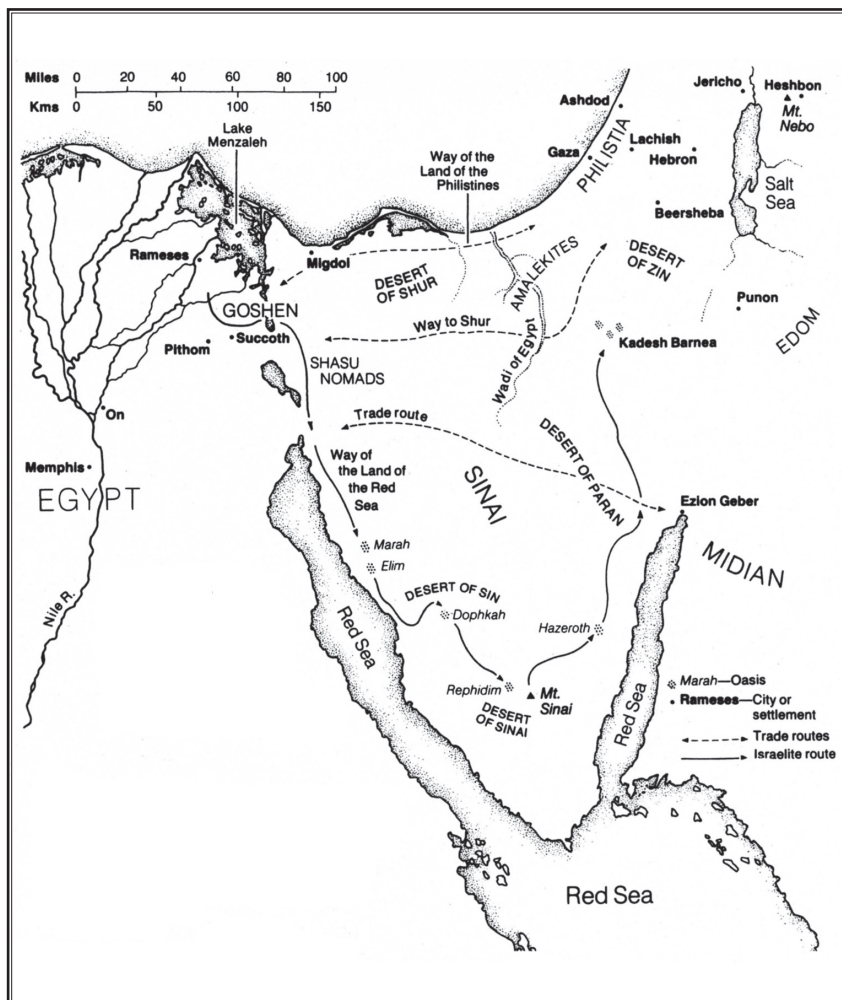 Miles 0 20 40 60 80 100
Kms 0 50 100 150
Lake
Menzaleh
Way of the
Land of the
Philistines
Ashdod
Gaza
PHILISTIA
Lachish
Hebron
Jericho
Heshbon
Mt.
Nebo
Salt
Sea
Beersheba
Rameses
Migdol
DESERT
OF SHUR
AMALEKITES
DESERT
OF ZIN
Punon
EDOM
GOSHEN
Pithom
Succoth
Way to Shur
Wadi of Egypt
Kadesh Barnea
SHASU
NOMADS
On
Trade route
Memphis
EGYPT
Nile R.
Way of
the Land of
the Red
Sea
SINAI
DESERT OF PARAN
Ezion Geber
MIDIAN
Marah
Elim
DESERT OF SIN
Dophkah
Hazeroth
Rephidim
Mt.
Sinai
DESERT
OF SINAI
Red Sea
Red Sea
Marah—Oasis
Rameses—City or
settlement
Trade routes
Israelite route
Red Sea